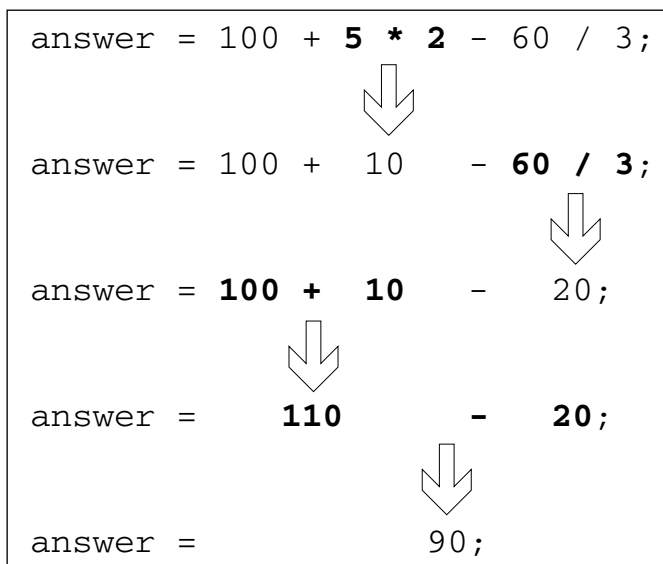 answer = 100 + 5 * 2 - 60 / 3;
answer = 100 + 10 - 60 / 3;
answer = 100 + 10 - 20;
answer = 110 - 20;
answer = 90;